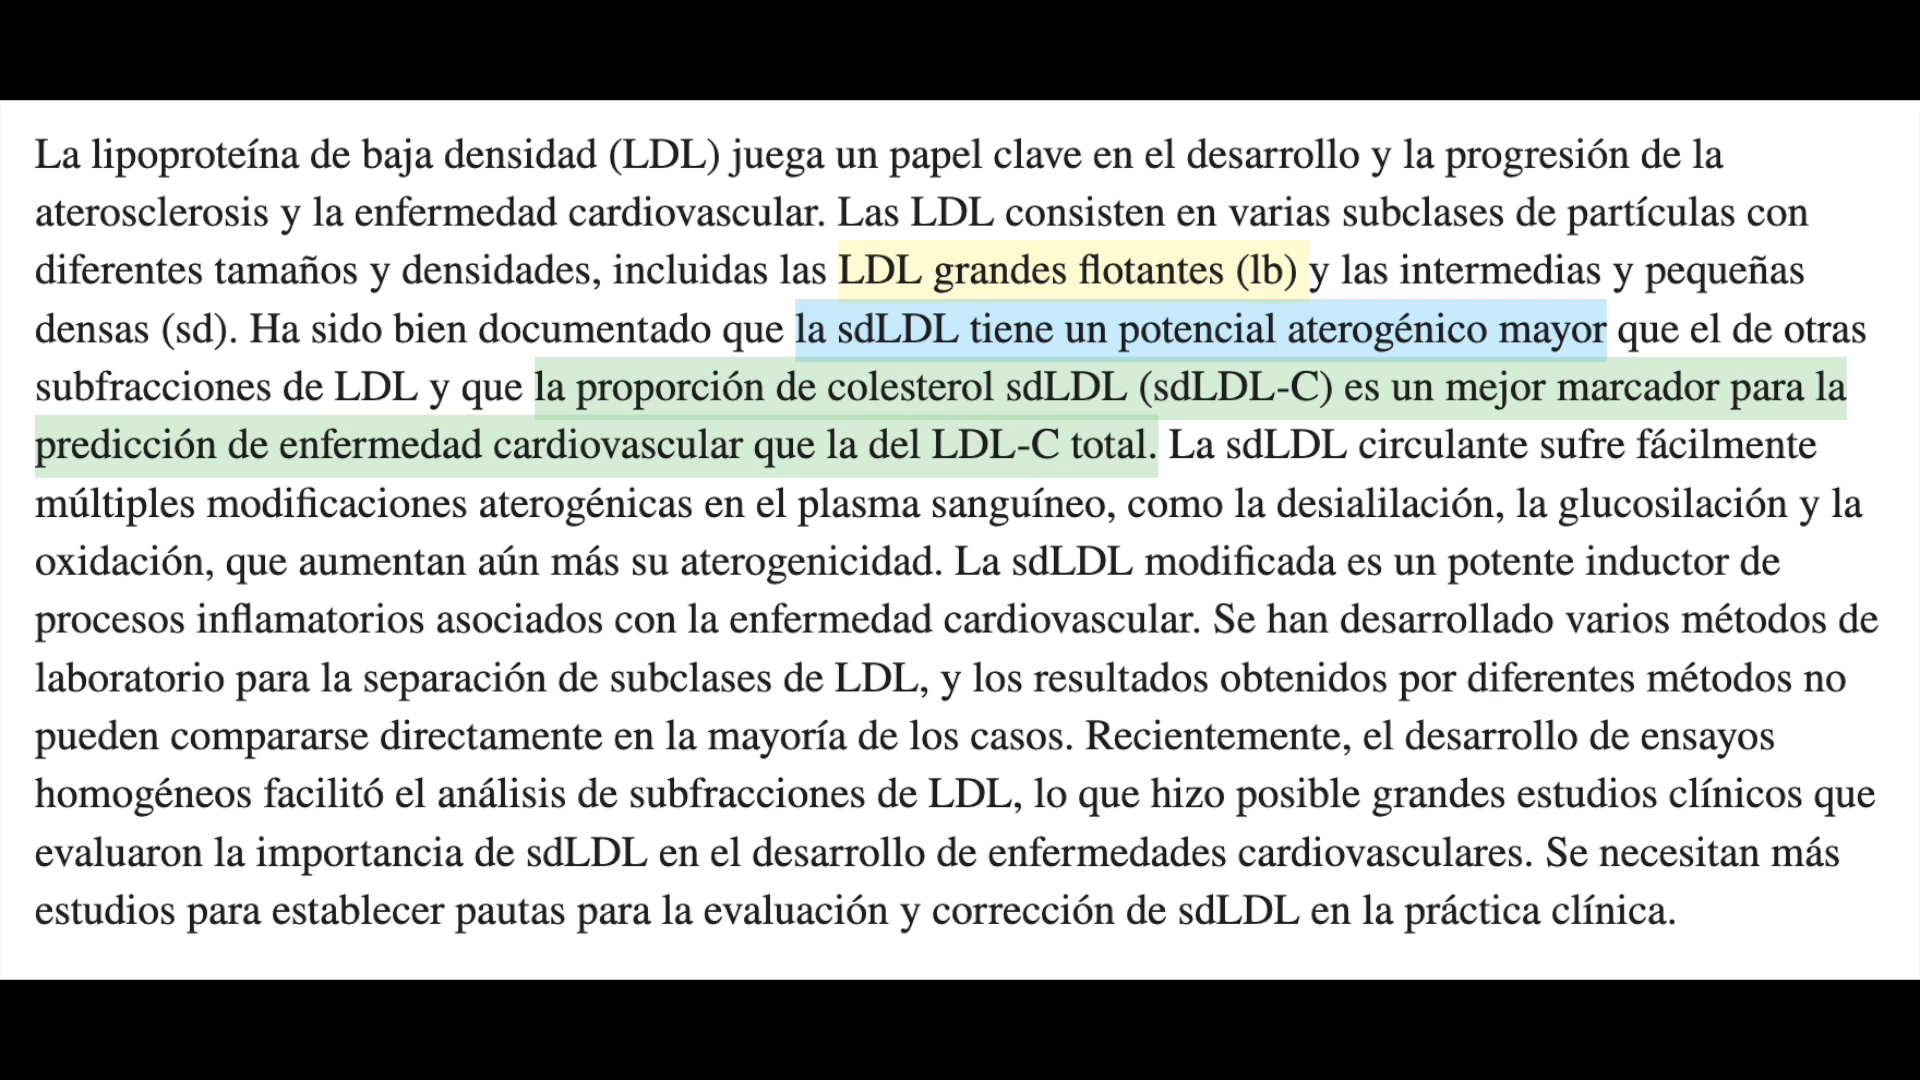 La lipoproteína de baja densidad (LDL) juega un papel clave en el desarrollo y la progresión de la
aterosclerosis y la enfermedad cardiovascular. Las LDL consisten en varias subclases de partículas con
diferentes tamaños y densidades, incluidas las LDL grandes flotantes (lb) y las intermedias y pequeñas
densas (sd). Ha sido bien documentado que la sdLDL tiene un potencial aterogénico mayor que el de otras
subfracciones de LDL y que la proporción de colesterol sdLDL (sdLDL-C) es un mejor marcador para la
predicción de enfermedad cardiovascular que la del LDL-C total. La sdLDL circulante sufre fácilmente
múltiples modificaciones aterogénicas en el plasma sanguíneo, como la desialilación, la glucosilación y la
oxidación, que aumentan aún más su aterogenicidad. La sdLDL modificada es un potente inductor de
procesos inflamatorios asociados con la enfermedad cardiovascular. Se han desarrollado varios métodos de
laboratorio para la separación de subclases de LDL, y los resultados obtenidos por diferentes métodos no
pueden compararse directamente en la mayoría de los casos. Recientemente, el desarrollo de ensayos
homogéneos facilitó el análisis de subfracciones de LDL, lo que hizo posible grandes estudios clínicos que
evaluaron la importancia de sdLDL en el desarrollo de enfermedades cardiovasculares. Se necesitan más
estudios para establecer pautas para la evaluación y corrección de sdLDL en la práctica clínica.